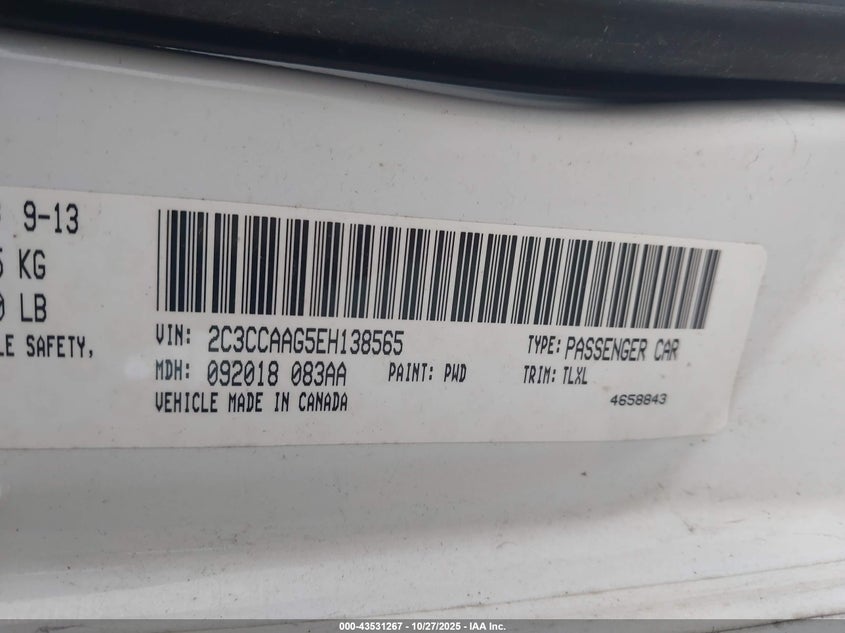 9-13
KG
LB
SAFETY,
VIN: 2C3CCAAG5EH138565 TYPE: PASSENGER CAR
MDH: 092018 083AA PAINT: PWD TRIM: TLXL
VEHICLE MADE IN CANADA 4658843
000-43531267 - 10/27/2025 - IAA Inc.